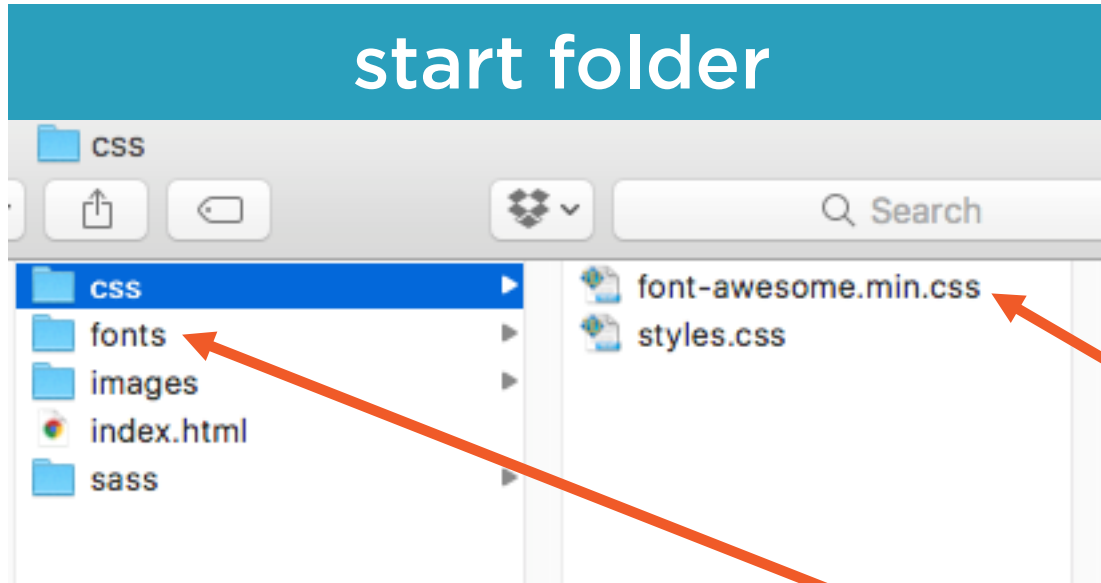 start folder
css
Search
css
fonts
images
index.html
sass
font-awesome.min.css
styles.css